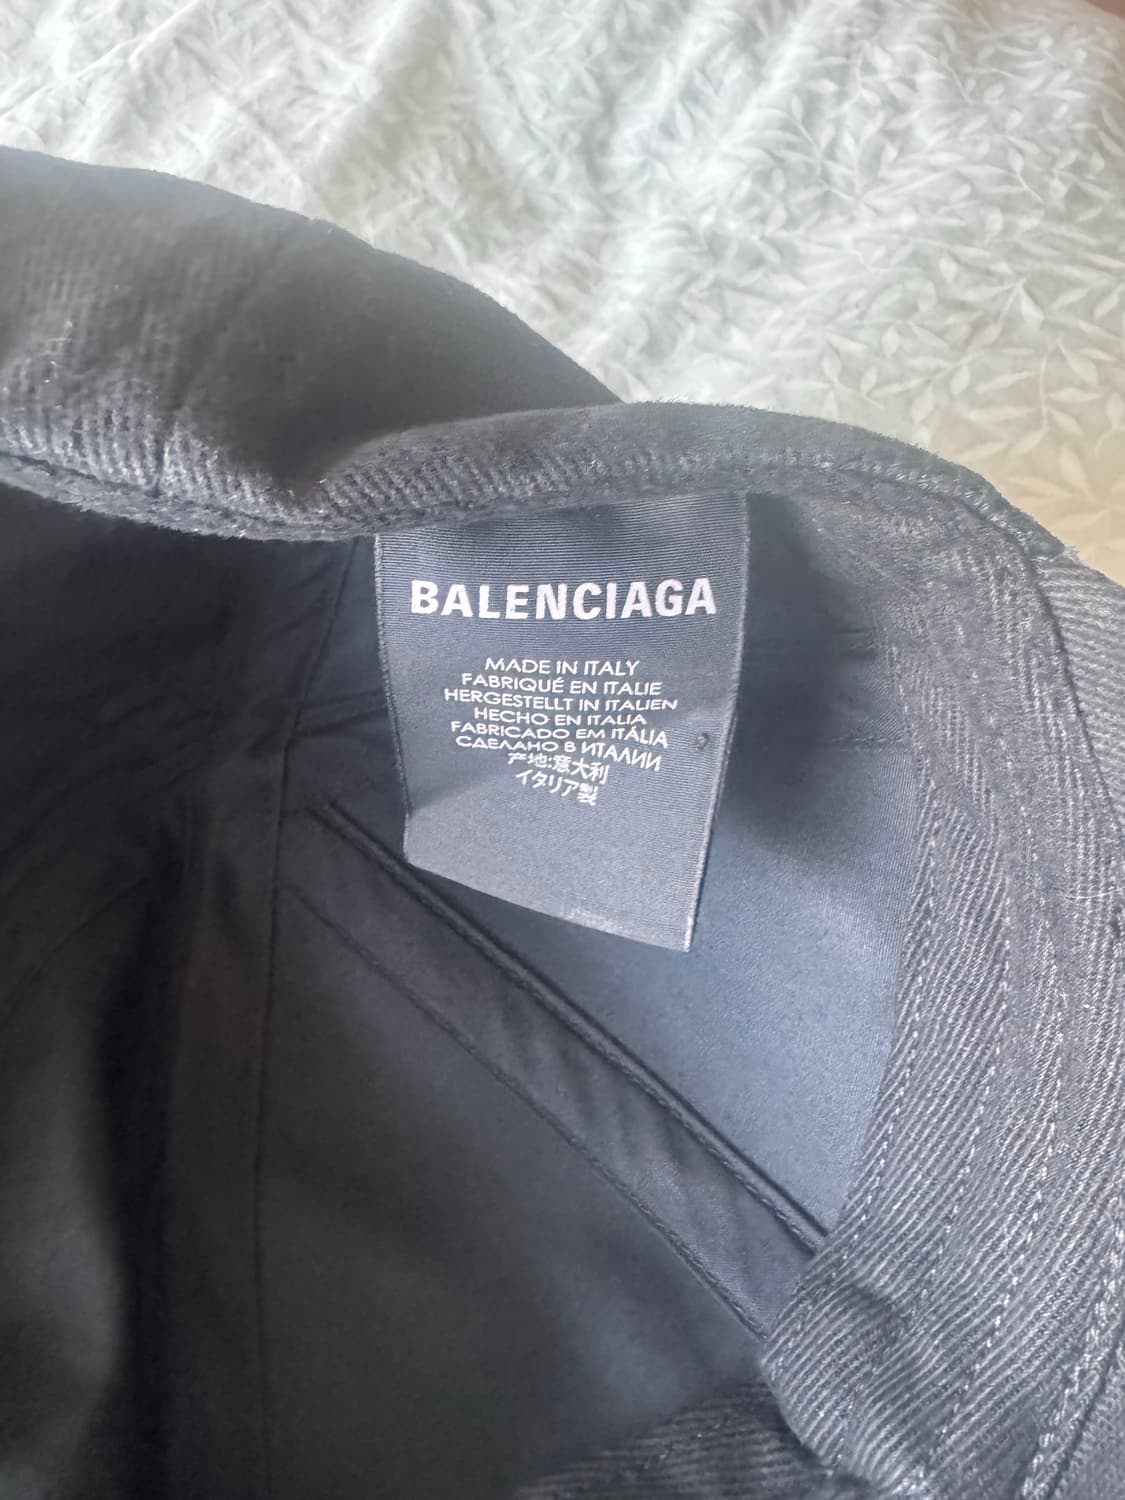 BALENCIAGA
MADE IN ITALY
FABRIQUÉ EN ITALIE
HERGESTELLT IN ITALIEN
HECHO EN ITALIA
FABRICADO EM ITÁLIA
СДЕЛАНО В ИТАЛИИ
产地:意大利
イタリア製